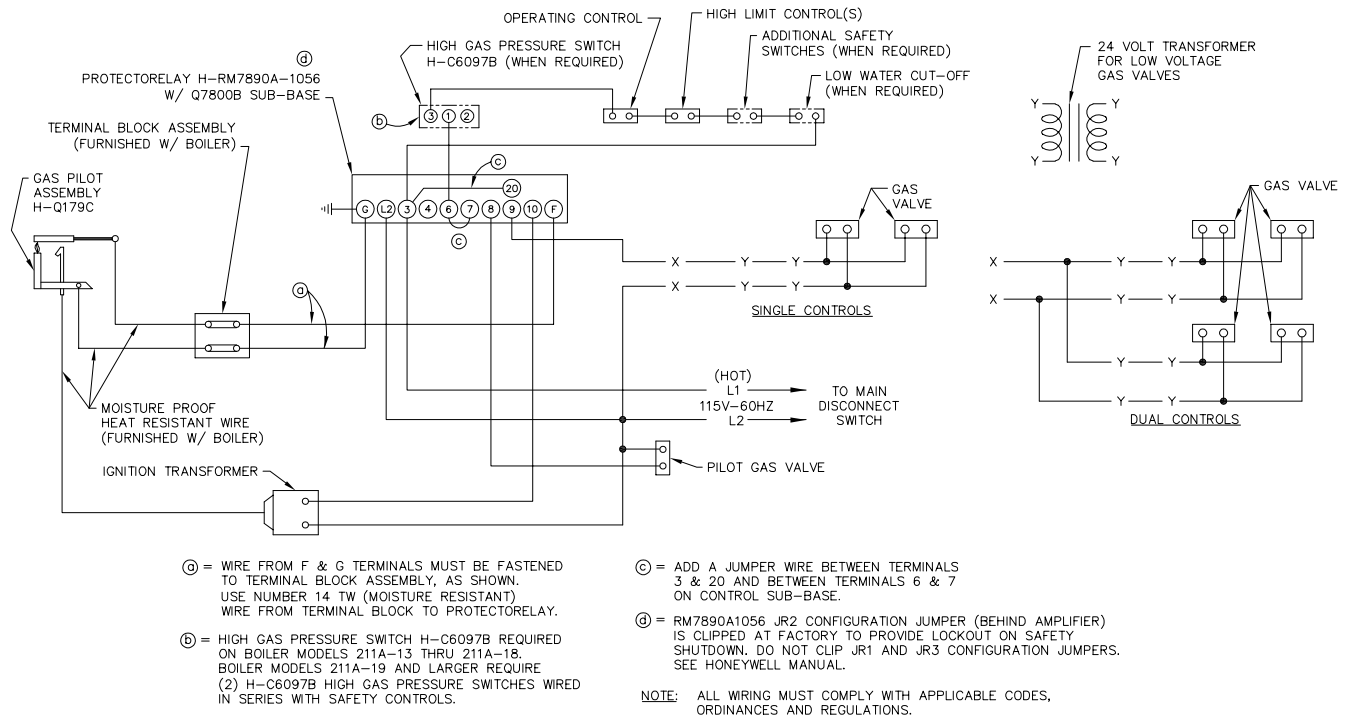 OPERATING CONTROL
HIGH LIMIT CONTROL(S)
ADDITIONAL SAFETY
SWITCHES (WHEN REQUIRED)
LOW WATER CUT-OFF
(WHEN REQUIRED)
HIGH GAS PRESSURE SWITCH
H-C6097B (WHEN REQUIRED)
d
PROTECTORELAY H-RM7890A-1056
W/ Q7800B SUB-BASE
TERMINAL BLOCK ASSEMBLY
(FURNISHED W/ BOILER)
GAS PILOT
ASSEMBLY
H-Q179C
b
3 1 2
c
20
G L2 3 4 6 7 8 9 10 F
c
a
24 VOLT TRANSFORMER
FOR LOW VOLTAGE
GAS VALVES
Y Y
Y Y
GAS
VALVE
X Y Y
X Y Y
SINGLE CONTROLS
GAS VALVE
X Y Y
X Y Y
Y Y
Y Y
DUAL CONTROLS
(HOT)
L1
115V-60HZ
L2
TO MAIN
DISCONNECT
SWITCH
MOISTURE PROOF
HEAT RESISTANT WIRE
(FURNISHED W/ BOILER)
IGNITION TRANSFORMER
PILOT GAS VALVE
a = WIRE FROM F & G TERMINALS MUST BE FASTENED
TO TERMINAL BLOCK ASSEMBLY, AS SHOWN.
USE NUMBER 14 TW (MOISTURE RESISTANT)
WIRE FROM TERMINAL BLOCK TO PROTECTORELAY.
b = HIGH GAS PRESSURE SWITCH H-C6097B REQUIRED
ON BOILER MODELS 211A-13 THRU 211A-18.
BOILER MODELS 211A-19 AND LARGER REQUIRE
(2) H-C6097B HIGH GAS PRESSURE SWITCHES WIRED
IN SERIES WITH SAFETY CONTROLS.
c = ADD A JUMPER WIRE BETWEEN TERMINALS
3 & 20 AND BETWEEN TERMINALS 6 & 7
ON CONTROL SUB-BASE.
d = RM7890A1056 JR2 CONFIGURATION JUMPER (BEHIND AMPLIFIER)
IS CLIPPED AT FACTORY TO PROVIDE LOCKOUT ON SAFETY
SHUTDOWN. DO NOT CLIP JR1 AND JR3 CONFIGURATION JUMPERS.
SEE HONEYWELL MANUAL.
NOTE: ALL WIRING MUST COMPLY WITH APPLICABLE CODES,
ORDINANCES AND REGULATIONS.